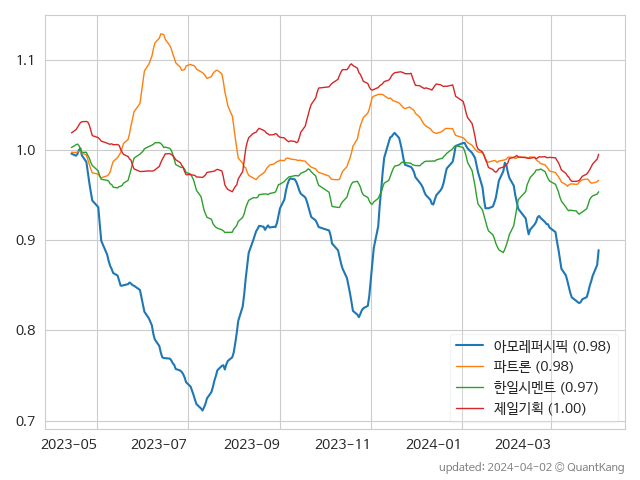 1.1
1.0
0.9
0.8
0.7
아모레퍼시픽 (0.98)
파트론 (0.98)
한일시멘트 (0.97)
제일기획 (1.00)
2023-05 2023-07 2023-09 2023-11 2024-01 2024-03
updated: 2024-04-02 © QuantKang